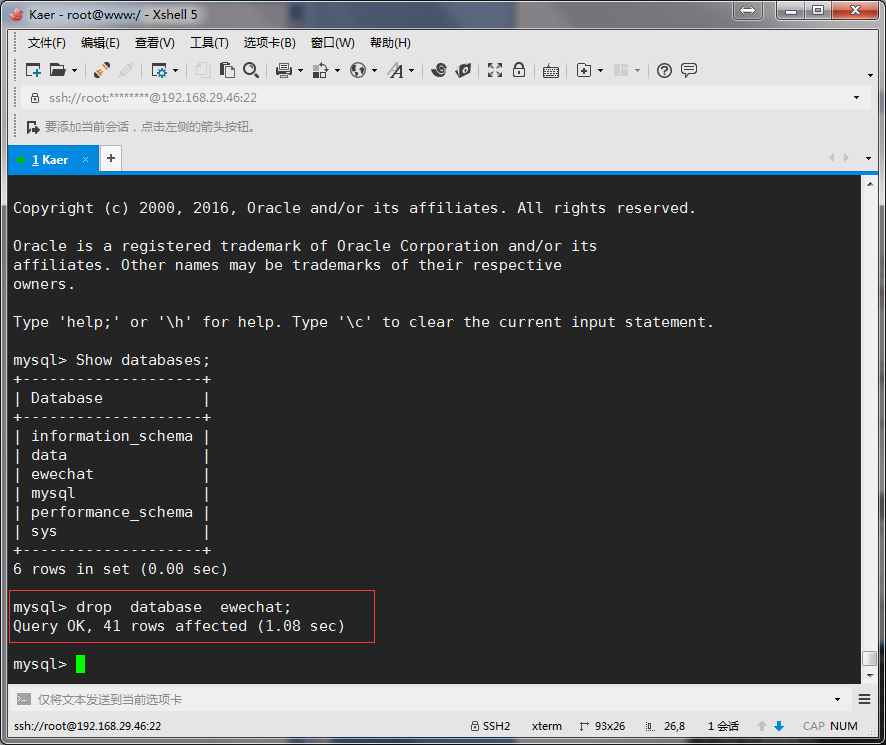 Kaer - root@www:/ - Xshell 5
文件(F) 编辑(E) 查看(V) 工具(T) 选项卡(B) 窗口(W) 帮助(H)
ssh://root:********@192.168.29.46:22
要添加当前会话，点击左侧的箭头按钮。
1 Kaer × +
Copyright (c) 2000, 2016, Oracle and/or its affiliates. All rights reserved.
Oracle is a registered trademark of Oracle Corporation and/or its
affiliates. Other names may be trademarks of their respective
owners.
Type 'help;' or '\h' for help. Type '\c' to clear the current input statement.
mysql> Show databases;
+--------------------+
| Database           |
+--------------------+
| information_schema |
| data               |
| ewechat            |
| mysql              |
| performance_schema |
| sys                |
+--------------------+
6 rows in set (0.00 sec)
mysql> drop  database  ewechat;
Query OK, 41 rows affected (1.08 sec)
mysql>
仅将文本发送到当前选项卡
ssh://root@192.168.29.46:22 SSH2 xterm 93x26 26,8 1 会话 CAP NUM